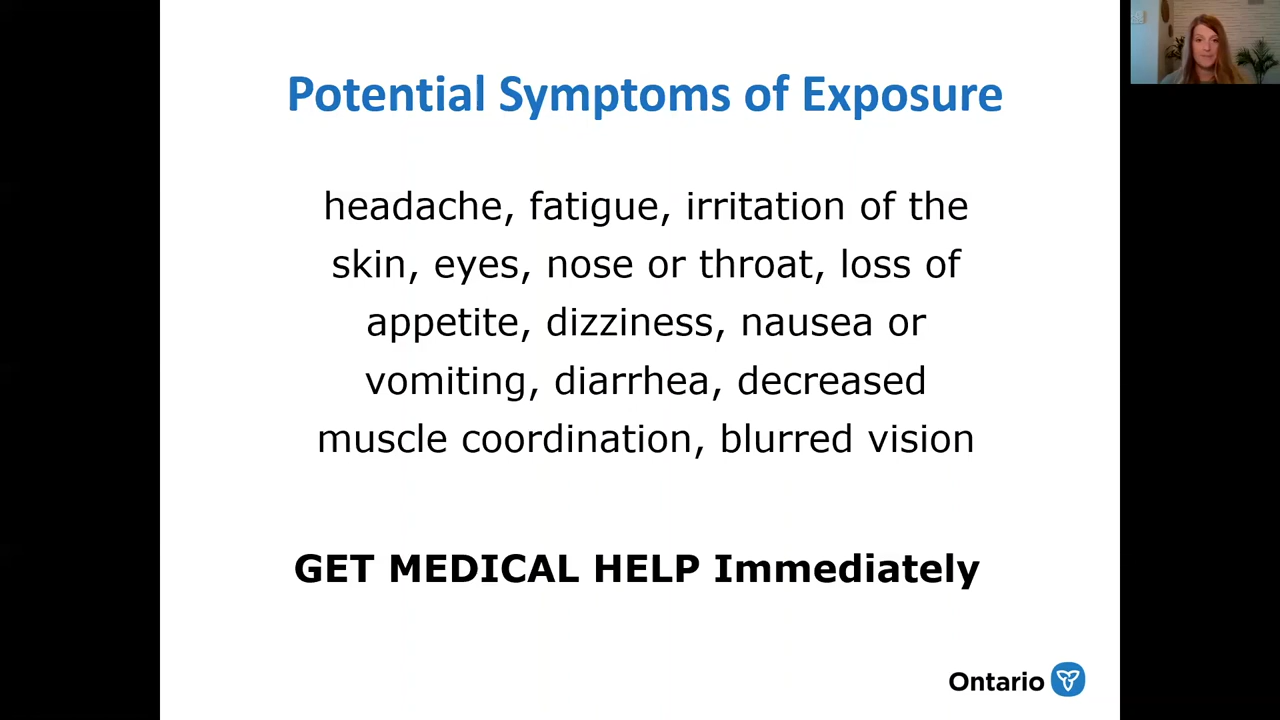 Potential Symptoms of Exposure
headache, fatigue, irritation of the
skin, eyes, nose or throat, loss of
appetite, dizziness, nausea or
vomiting, diarrhea, decreased
muscle coordination, blurred vision
GET MEDICAL HELP Immediately
Ontario